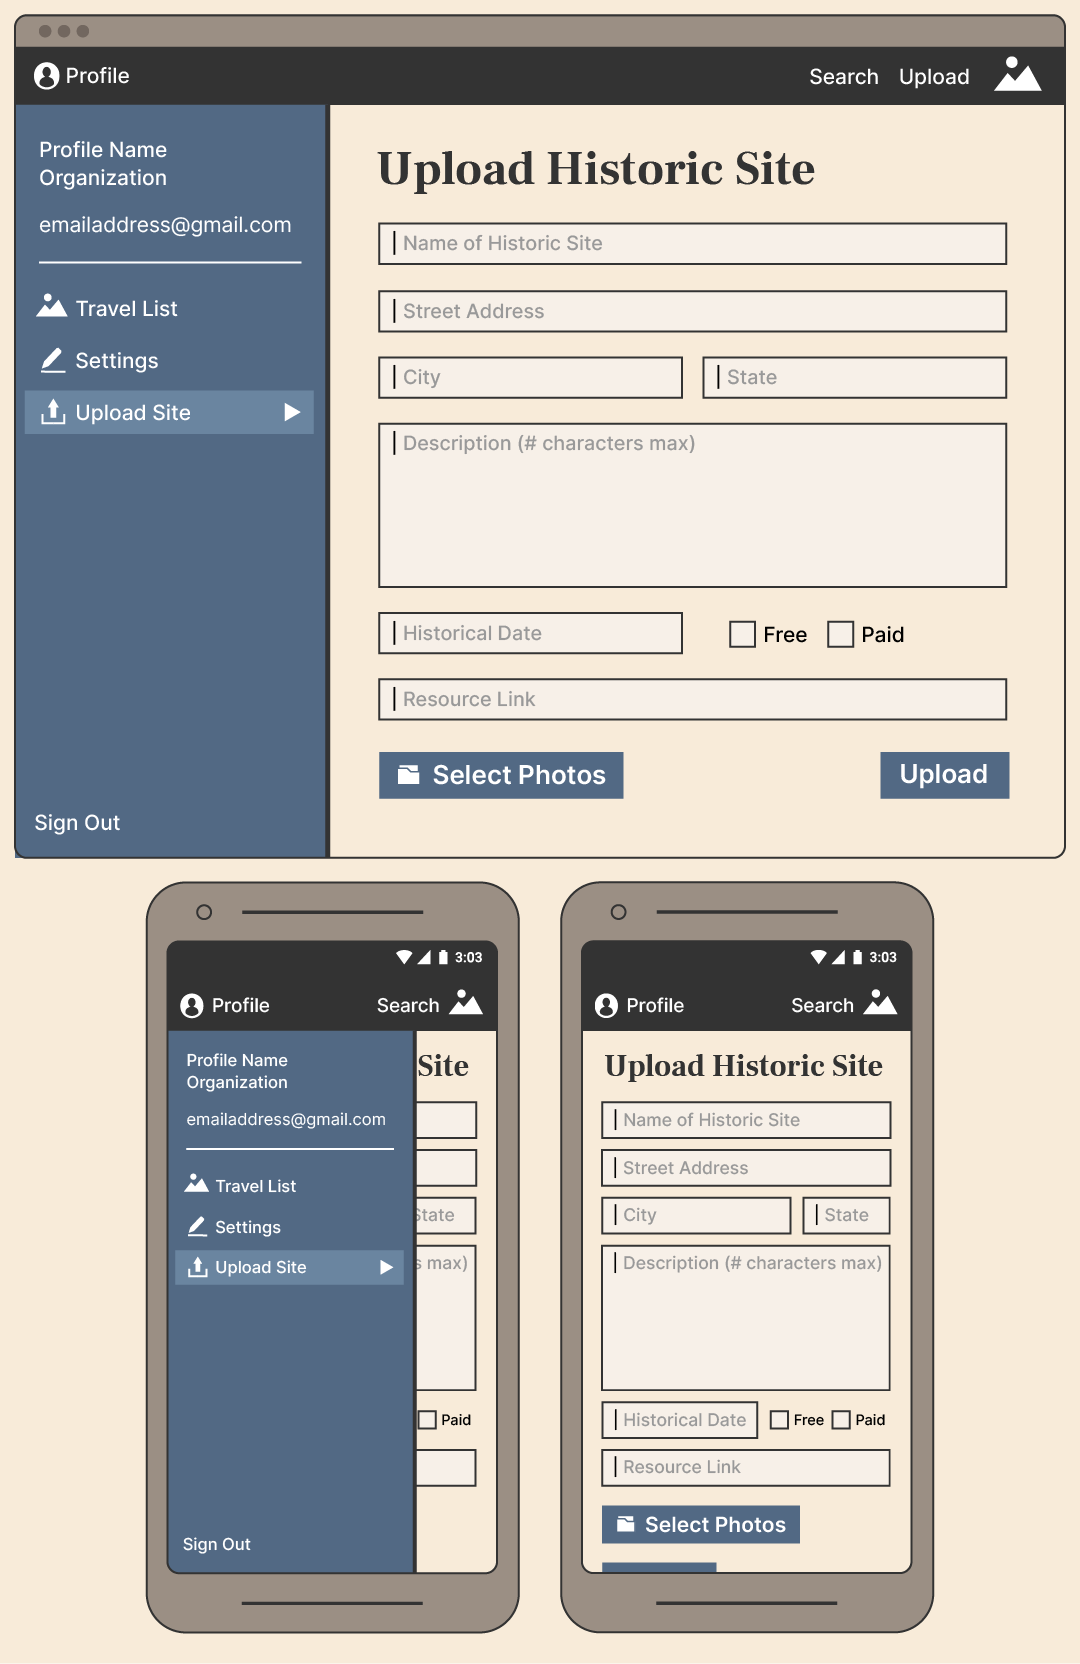 Profile
Search Upload
Profile Name
Organization
emailaddress@gmail.com
Travel List
Settings
Upload Site
Sign Out
Upload Historic Site
Name of Historic Site
Street Address
City
State
Description (# characters max)
Historical Date
Free
Paid
Resource Link
Select Photos
Upload
3:03
Profile
Search
Profile Name
Organization
emailaddress@gmail.com
Travel List
Settings
Upload Site
Sign Out
Site
State
s max)
Paid
3:03
Profile
Search
Upload Historic Site
Name of Historic Site
Street Address
City
State
Description (# characters max)
Historical Date
Free
Paid
Resource Link
Select Photos